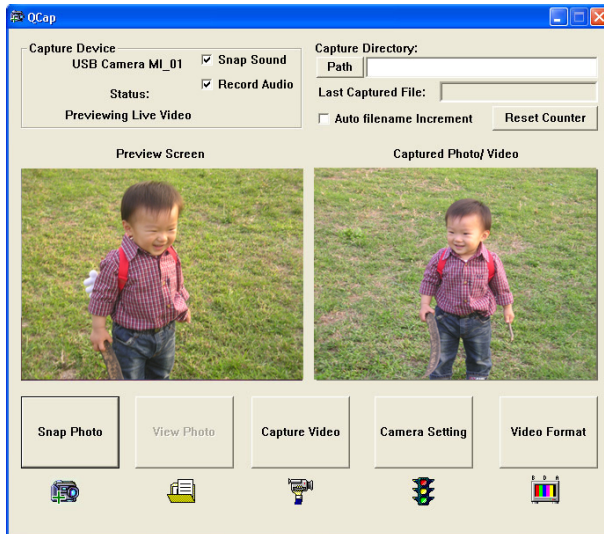 QCap
Capture Device
USB Camera MI_01
Snap Sound
Record Audio
Status:
Previewing Live Video
Capture Directory:
Path
Last Captured File:
Auto filename Increment
Reset Counter
Preview Screen
Captured Photo/ Video
Snap Photo
View Photo
Capture Video
Camera Setting
Video Format
B D A